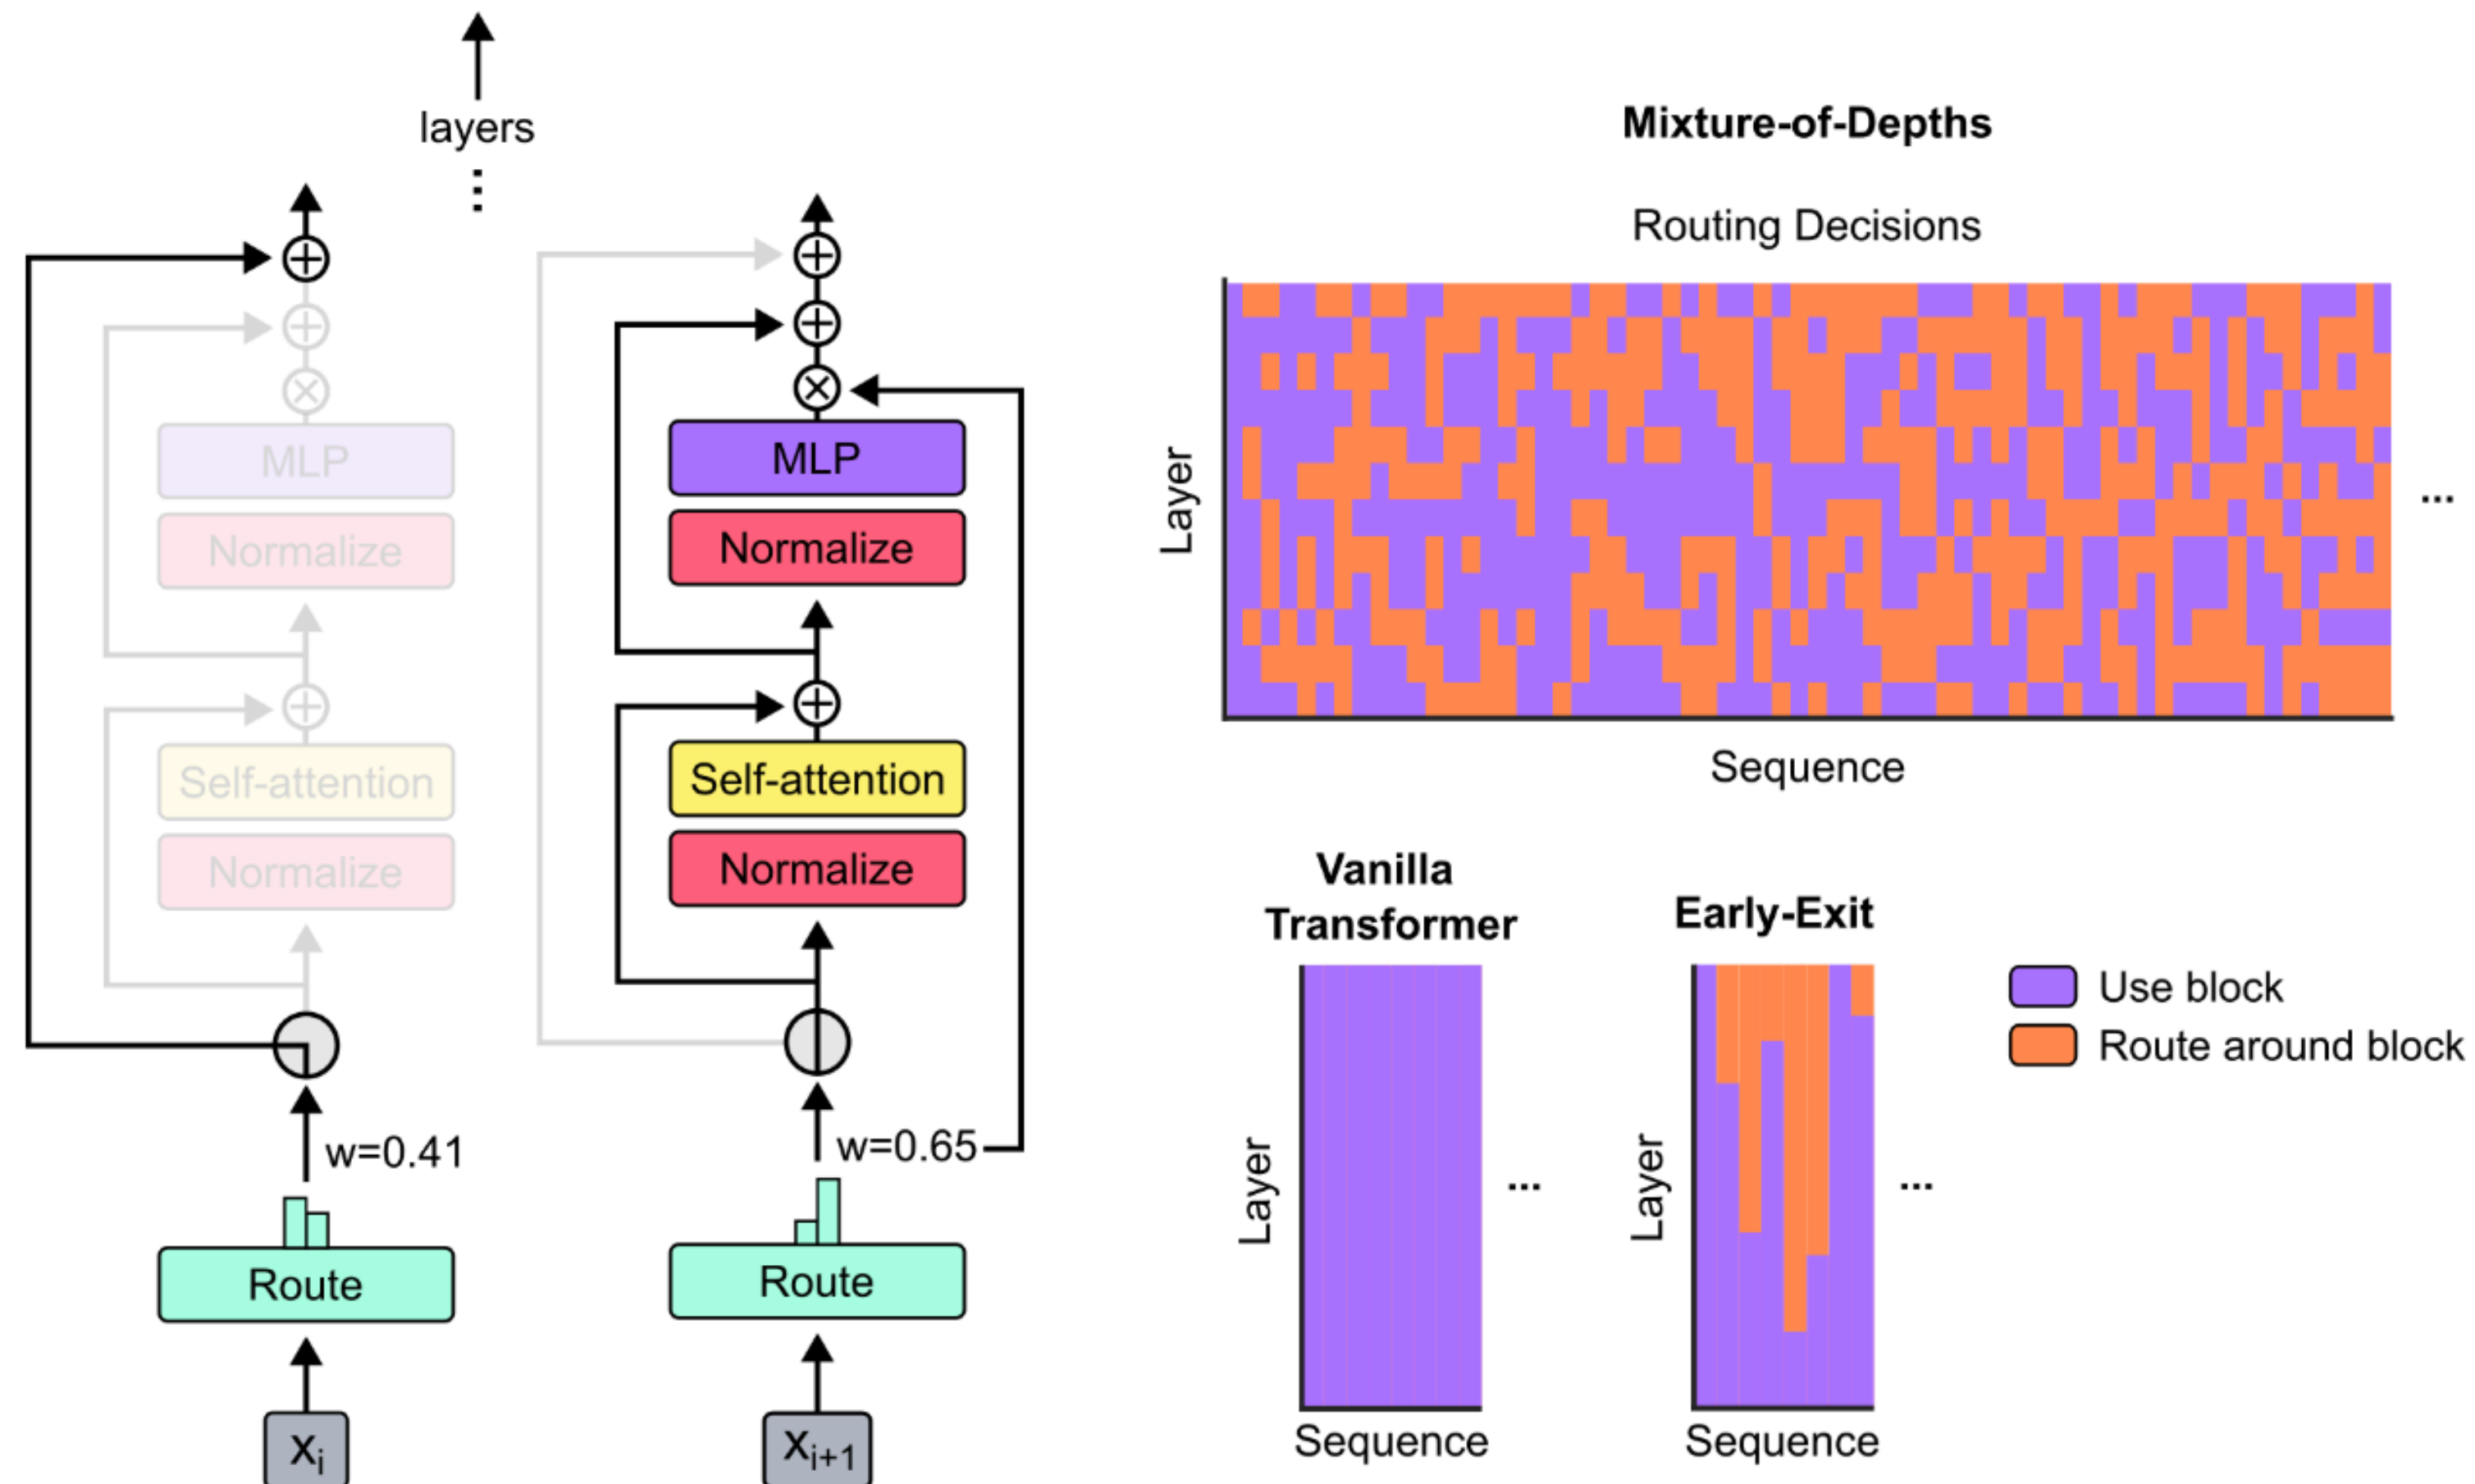 layers
⋮
MLP
Normalize
Self-attention
Normalize
w=0.41
Route
xi
MLP
Normalize
Self-attention
Normalize
w=0.65
Route
xi+1
Mixture-of-Depths
Routing Decisions
Layer
...
Sequence
Vanilla
Transformer
Layer
...
Sequence
Early-Exit
Layer
...
Sequence
Use block
Route around block